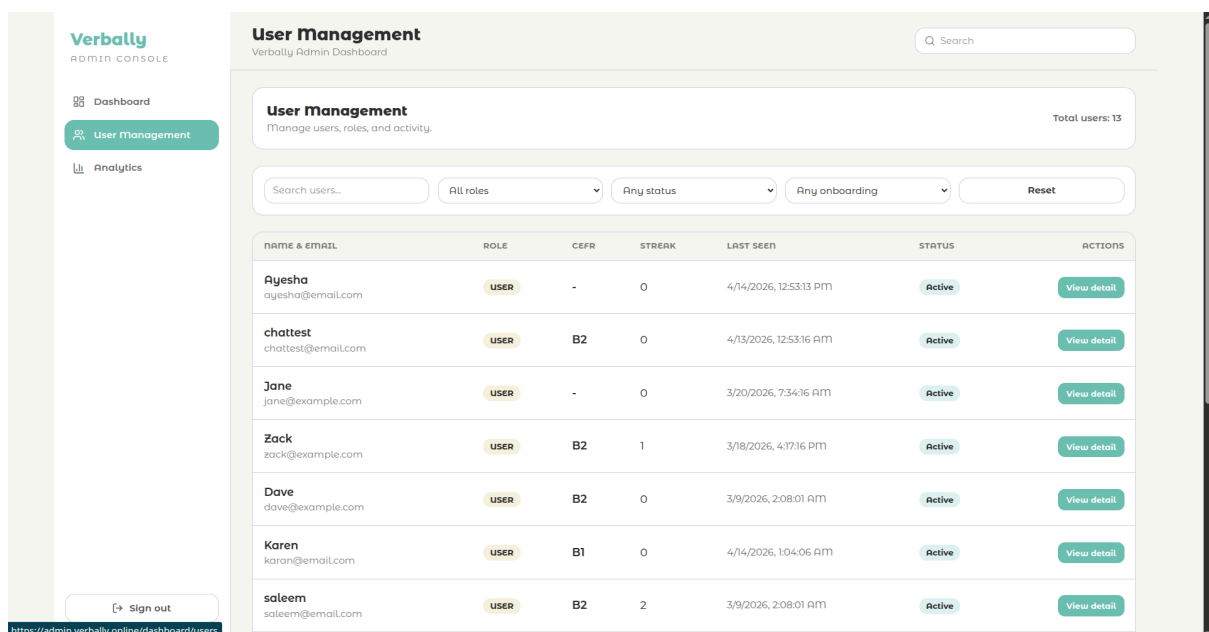 Verbally
ADMIN CONSOLE
Dashboard
User Management
Analytics
Sign out
https://admin.verbally.online/dashboard/users
User Management
Verbally Admin Dashboard
Search
User Management
Manage users, roles, and activity.
Total users: 13
Search users...
All roles
Any status
Any onboarding
Reset
NAME & EMAIL ROLE CEFR STREAK LAST SEEN STATUS ACTIONS
Ayesha
ayesha@email.com
USER - 0 4/14/2026, 12:53:13 PM Active View detail
chattest
chattest@email.com
USER B2 0 4/13/2026, 12:53:16 AM Active View detail
Jane
jane@example.com
USER - 0 3/20/2026, 7:34:16 AM Active View detail
Zack
zack@example.com
USER B2 1 3/18/2026, 4:17:16 PM Active View detail
Dave
dave@example.com
USER B2 0 3/9/2026, 2:08:01 AM Active View detail
Karen
karan@email.com
USER B1 0 4/14/2026, 1:04:06 AM Active View detail
saleem
saleem@email.com
USER B2 2 3/9/2026, 2:08:01 AM Active View detail